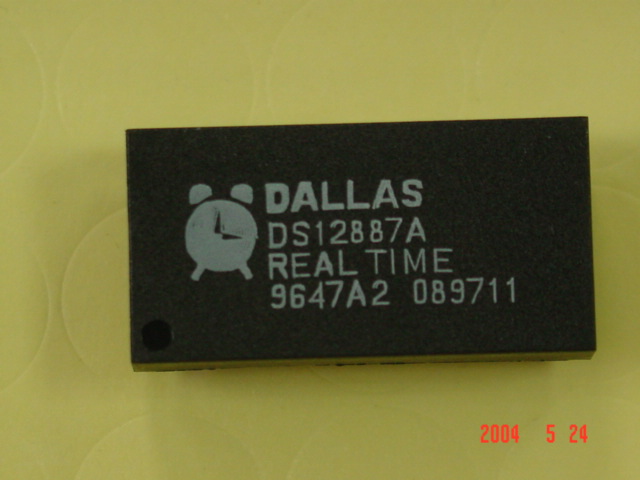 DALLAS
DS12887A
REAL TIME
9647A2 089711
2004 5 24